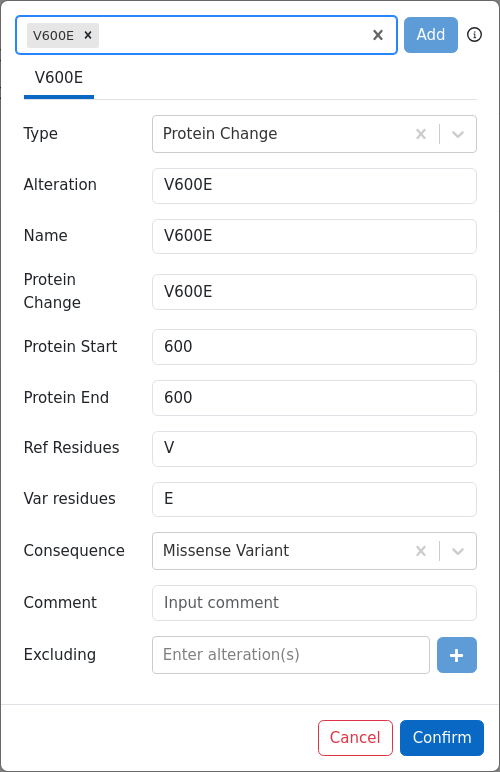 V600E × × Add
V600E
Type Protein Change
Alteration V600E
Name V600E
Protein
Change V600E
Protein Start 600
Protein End 600
Ref Residues V
Var residues E
Consequence Missense Variant
Comment Input comment
Excluding Enter alteration(s) +
Cancel Confirm